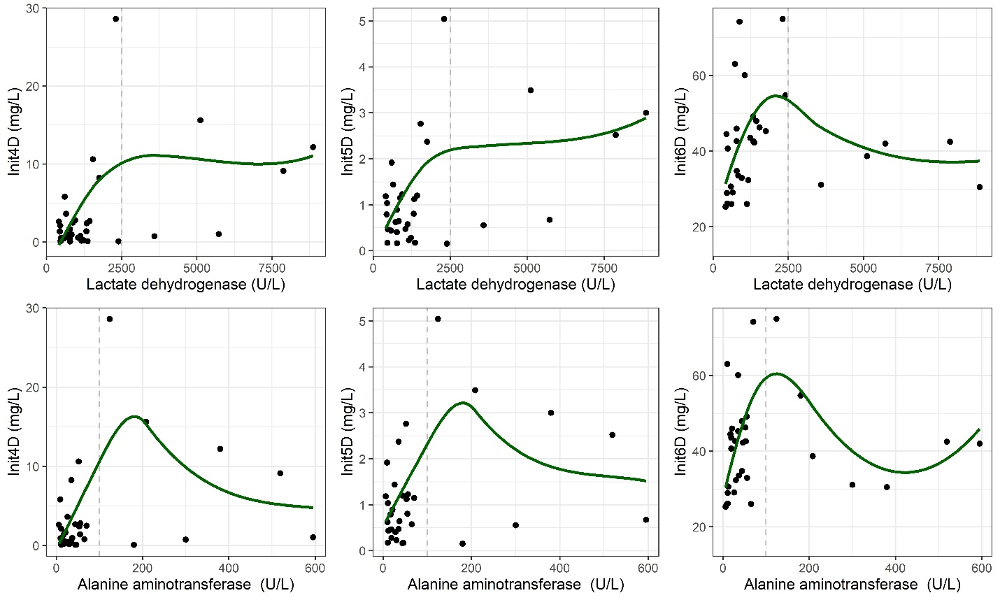 Init4D (mg/L)
30
20
10
0
0 2500 5000 7500
Lactate dehydrogenase (U/L)
Init5D (mg/L)
5
4
3
2
1
0
0 2500 5000 7500
Lactate dehydrogenase (U/L)
Init6D (mg/L)
60
40
20
0 2500 5000 7500
Lactate dehydrogenase (U/L)
Init4D (mg/L)
30
20
10
0
0 200 400 600
Alanine aminotransferase (U/L)
Init5D (mg/L)
5
4
3
2
1
0
0 200 400 600
Alanine aminotransferase (U/L)
Init6D (mg/L)
60
40
20
0 200 400 600
Alanine aminotransferase (U/L)